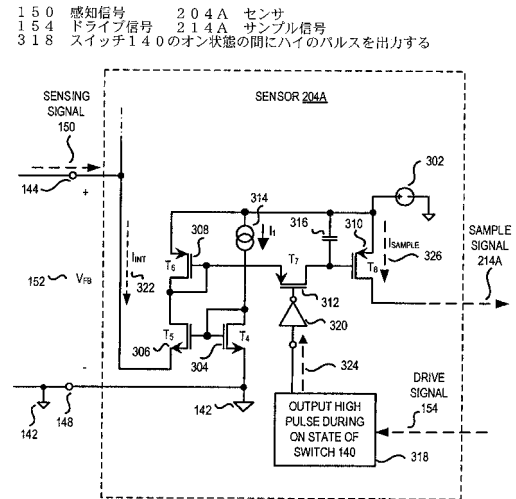 150 感知信号 204A センサ
154 ドライブ信号 214A サンプル信号
318 スイッチ140のオン状態の間にハイのパルスを出力する
SENSOR 204A
SENSING
SIGNAL
150
144
+
302
314
308
316
310
I1
T6
T7
T8
ISAMPLE
326
SAMPLE
SIGNAL
214A
IINT
322
152
VFB
312
320
T5
T4
306
304
324
-
142
148
142
DRIVE
SIGNAL
154
OUTPUT HIGH
PULSE DURING
ON STATE OF
SWITCH 140
318